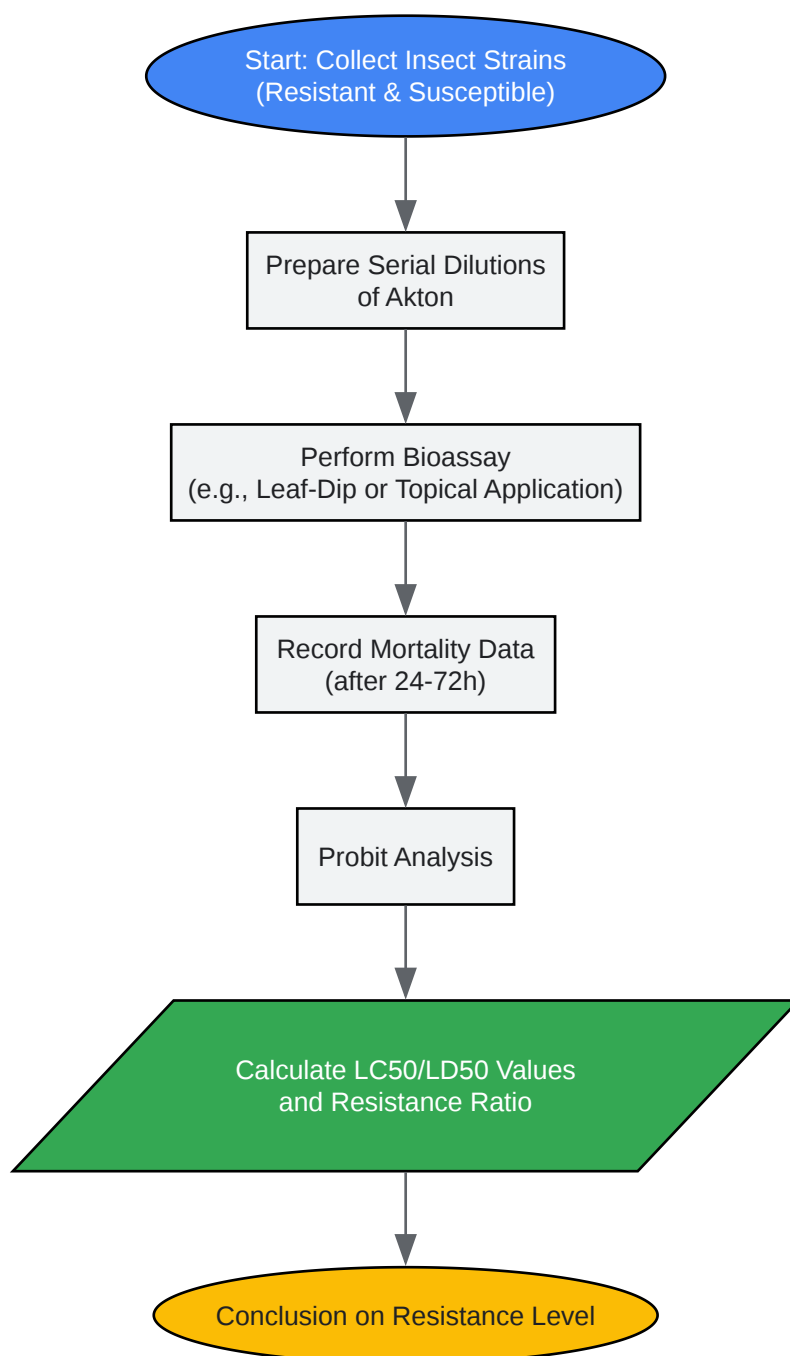 Start: Collect Insect Strains
(Resistant & Susceptible)
Prepare Serial Dilutions
of Akton
Perform Bioassay
(e.g., Leaf-Dip or Topical Application)
Record Mortality Data
(after 24-72h)
Probit Analysis
Calculate LC50/LD50 Values
and Resistance Ratio
Conclusion on Resistance Level